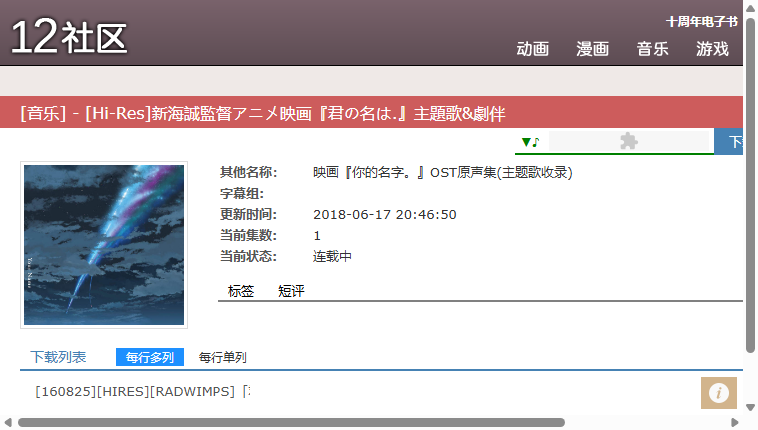 12社区
十周年电子书
动画 漫画 音乐 游戏
[音乐] - [Hi-Res]新海誠監督アニメ映画『君の名は.』主題歌&劇伴
▼♪ 下
其他名称: 映画『你的名字。』OST原声集(主题歌收录)
字幕组:
更新时间: 2018-06-17 20:46:50
当前集数: 1
当前状态: 连载中
标签 短评
下载列表 每行多列 每行单列
[160825][HIRES][RADWIMPS]「